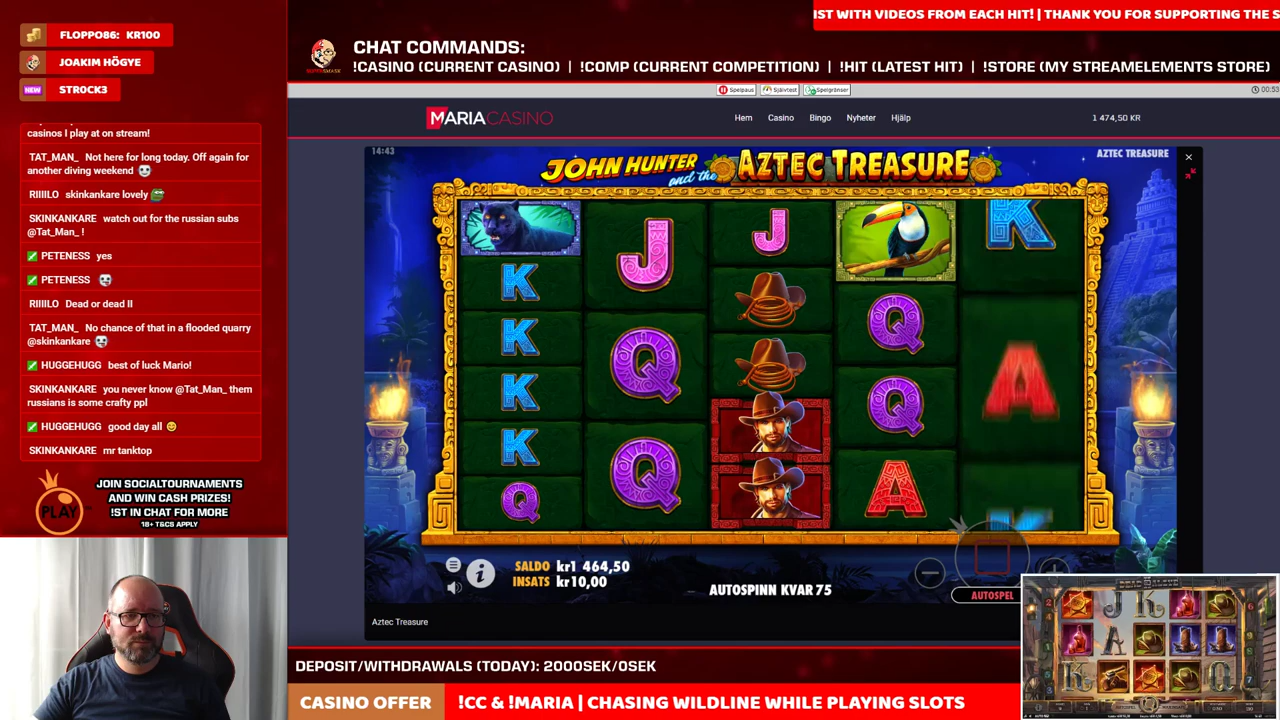 IST WITH VIDEOS FROM EACH HIT! | THANK YOU FOR SUPPORTING THE S
FLOPPO86: KR100
JOAKIM HÖGYE
NEW STROCK3
CHAT COMMANDS:
!CASINO (CURRENT CASINO) | !COMP (CURRENT COMPETITION) | !HIT (LATEST HIT) | !STORE (MY STREAMELEMENTS STORE)
Spelpaus Självtest Spelgränser 00:53
MARIACASINO Hem Casino Bingo Nyheter Hjälp 1 474,50 KR
casinos I play at on stream!
TAT_MAN_ Not here for long today. Off again for
another diving weekend
RIIIILO skinkankare lovely
SKINKANKARE watch out for the russian subs
@Tat_Man_ !
PETENESS yes
PETENESS
RIIIILO Dead or dead II
TAT_MAN_ No chance of that in a flooded quarry
@skinkankare
HUGGEHUGG best of luck Mario!
SKINKANKARE you never know @Tat_Man_ them
russians is some crafty ppl
HUGGEHUGG good day all
SKINKANKARE mr tanktop
14:43
JOHN HUNTER
and the AZTEC TREASURE
AZTEC TREASURE
J J K
K
K Q
K Q Q A
K
Q Q A
SALDO kr1 464,50
INSATS kr10,00
AUTOSPINN KVAR 75
AUTOSPEL
Aztec Treasure
PLAY
JOIN SOCIALTOURNAMENTS
AND WIN CASH PRIZES!
!ST IN CHAT FOR MORE
18+ T&CS APPLY
J K
A
K Q
DEPOSIT/WITHDRAWALS (TODAY): 2000SEK/0SEK
CASINO OFFER !CC & !MARIA | CHASING WILDLINE WHILE PLAYING SLOTS